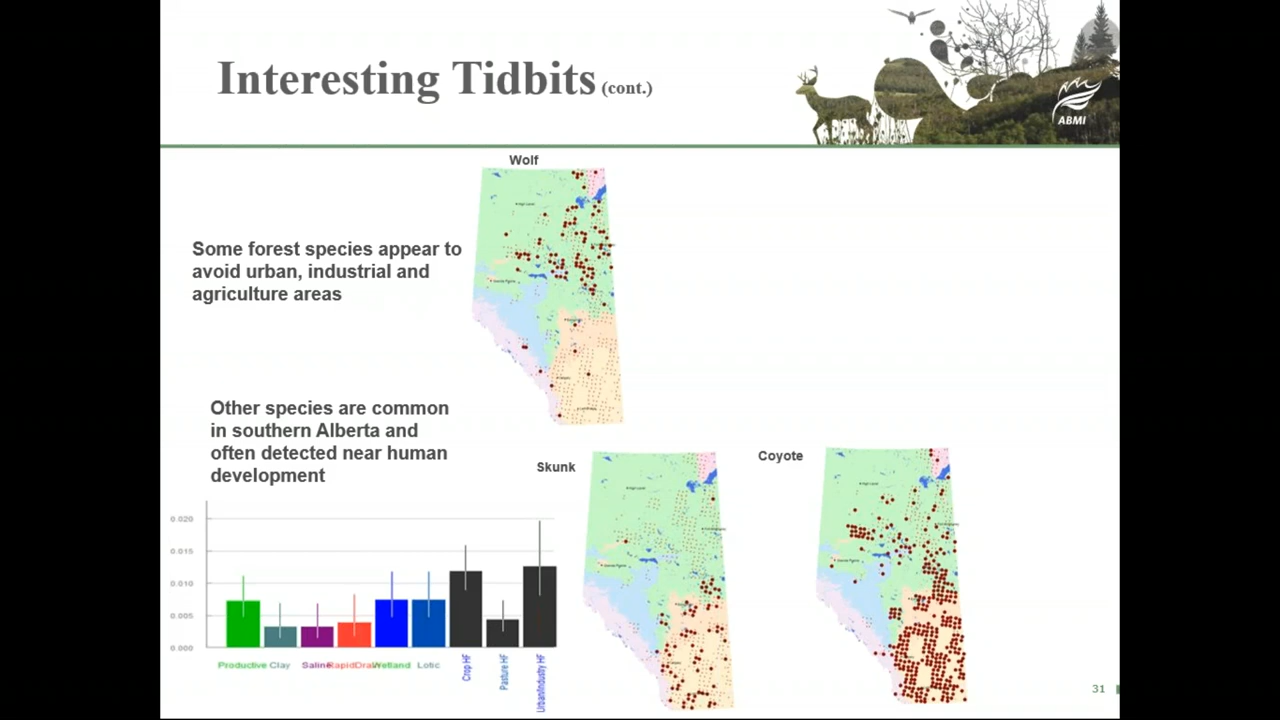 Interesting Tidbits (cont.)
ABMI
Wolf
Some forest species appear to
avoid urban, industrial and
agriculture areas
Other species are common
in southern Alberta and
often detected near human
development
Skunk
Coyote
0.020
0.015
0.010
0.005
0.000
Productive Clay Saline RapidDrain Wetland Lotic Crop HF Pasture HF Urban/Industry HF
31